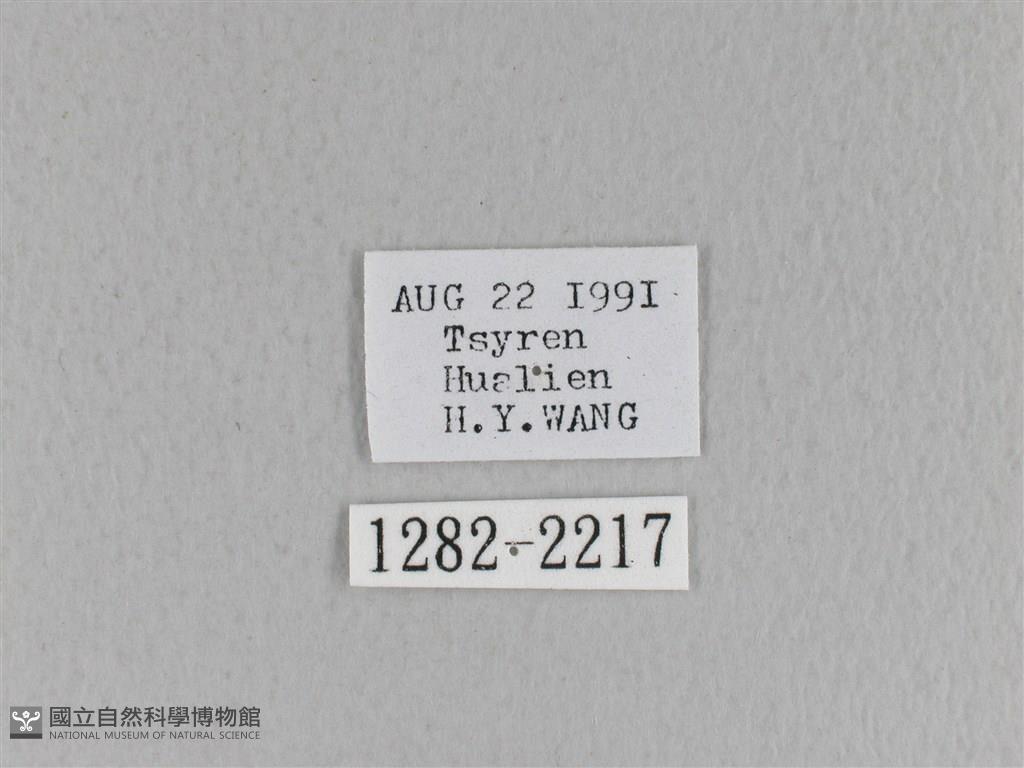 AUG 22 1991
Tsyren
Hualien
H.Y.WANG
1282-2217
國立自然科學博物館
NATIONAL MUSEUM OF NATURAL SCIENCE